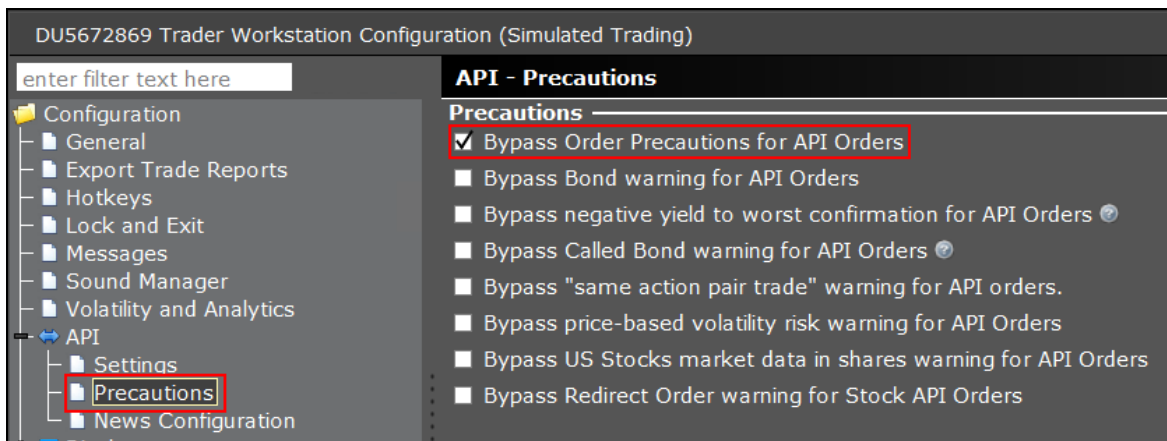 DU5672869 Trader Workstation Configuration (Simulated Trading)
enter filter text here
Configuration
General
Export Trade Reports
Hotkeys
Lock and Exit
Messages
Sound Manager
Volatility and Analytics
API
Settings
Precautions
News Configuration
API - Precautions
Precautions
Bypass Order Precautions for API Orders
Bypass Bond warning for API Orders
Bypass negative yield to worst confirmation for API Orders
Bypass Called Bond warning for API Orders
Bypass "same action pair trade" warning for API orders.
Bypass price-based volatility risk warning for API Orders
Bypass US Stocks market data in shares warning for API Orders
Bypass Redirect Order warning for Stock API Orders